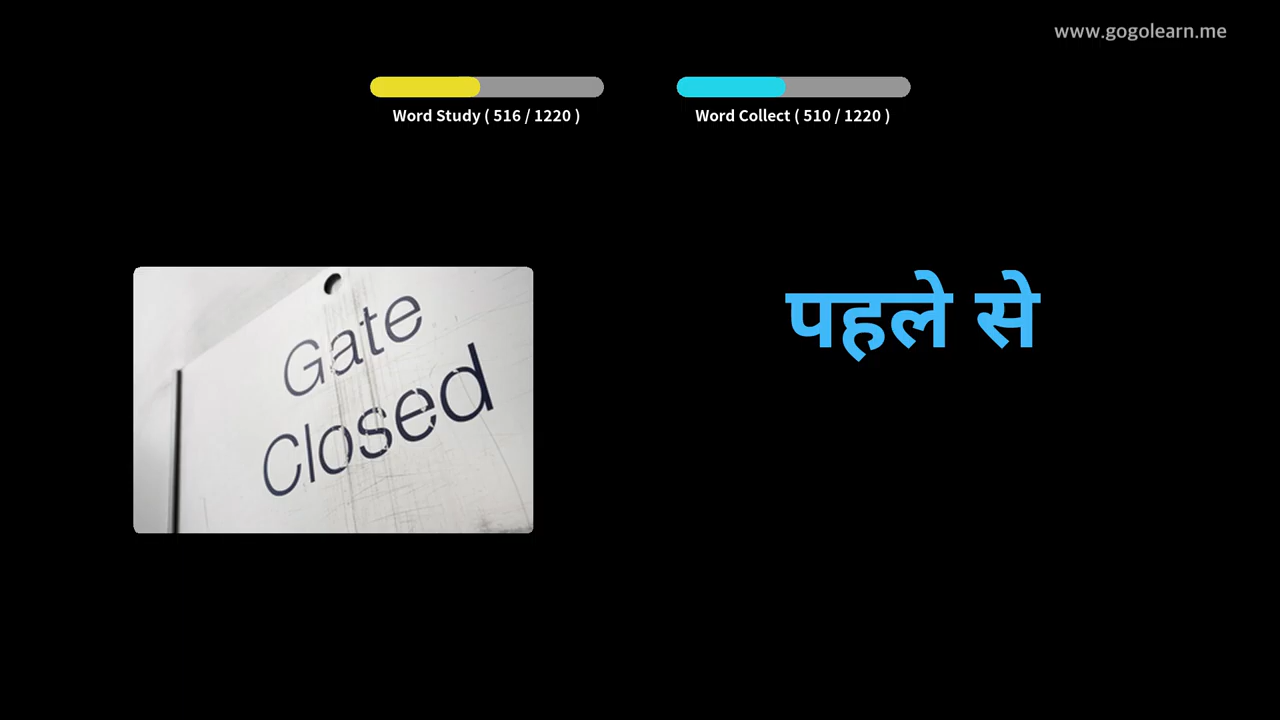 www.gogolearn.me
Word Study ( 516 / 1220 )
Word Collect ( 510 / 1220 )
Gate
Closed
पहले से